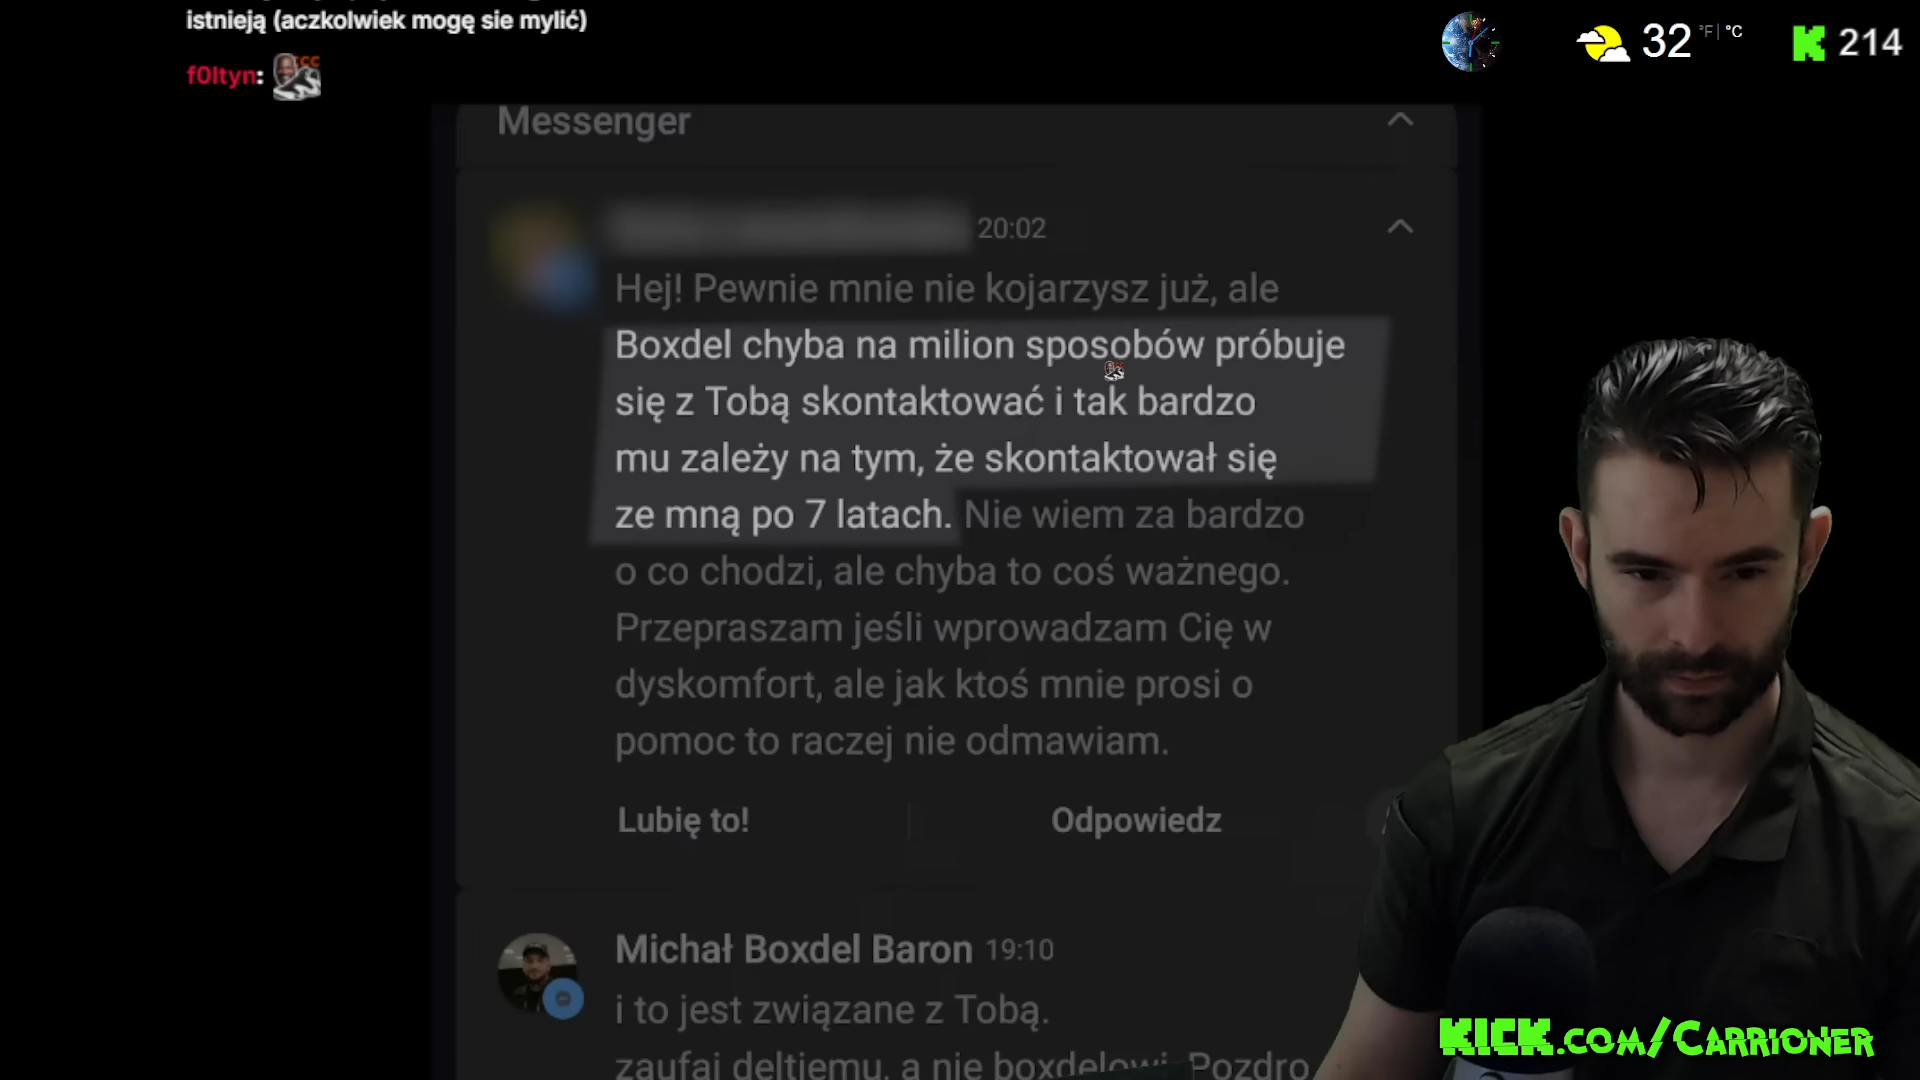 istnieją (aczkolwiek mogę sie mylić)
f0ltyn:
32 °F | °C
214
Messenger
20:02
Hej! Pewnie mnie nie kojarzysz już, ale
Boxdel chyba na milion sposobów próbuje
się z Tobą skontaktować i tak bardzo
mu zależy na tym, że skontaktował się
ze mną po 7 latach. Nie wiem za bardzo
o co chodzi, ale chyba to coś ważnego.
Przepraszam jeśli wprowadzam Cię w
dyskomfort, ale jak ktoś mnie prosi o
pomoc to raczej nie odmawiam.
Lubię to!
Odpowiedz
Michał Boxdel Baron 19:10
i to jest związane z Tobą.
zaufaj deltiemu, a nie boxdelowi. Pozdro
KICK.com/Carrioner